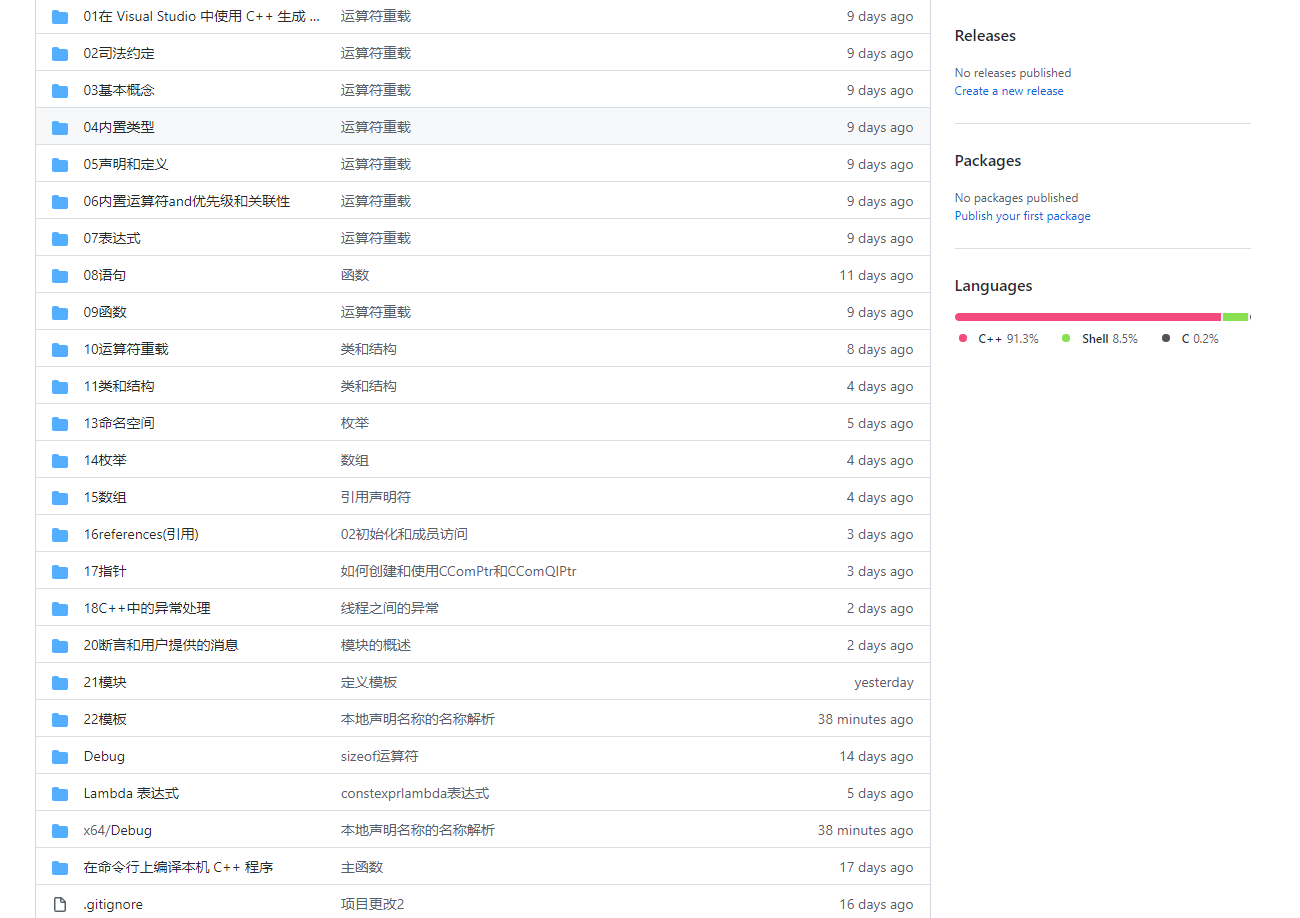 01在 Visual Studio 中使用 C++ 生成 ... 运算符重载 9 days ago
02司法约定 运算符重载 9 days ago
03基本概念 运算符重载 9 days ago
04内置类型 运算符重载 9 days ago
05声明和定义 运算符重载 9 days ago
06内置运算符and优先级和关联性 运算符重载 9 days ago
07表达式 运算符重载 9 days ago
08语句 函数 11 days ago
09函数 运算符重载 9 days ago
10运算符重载 类和结构 8 days ago
11类和结构 类和结构 4 days ago
13命名空间 枚举 5 days ago
14枚举 数组 4 days ago
15数组 引用声明符 4 days ago
16references(引用) 02初始化和成员访问 3 days ago
17指针 如何创建和使用CComPtr和CComQIPtr 3 days ago
18C++中的异常处理 线程之间的异常 2 days ago
20断言和用户提供的消息 模块的概述 2 days ago
21模块 定义模板 yesterday
22模板 本地声明名称的名称解析 38 minutes ago
Debug sizeof运算符 14 days ago
Lambda 表达式 constexprlambda表达式 5 days ago
x64/Debug 本地声明名称的名称解析 38 minutes ago
在命令行上编译本机 C++ 程序 主函数 17 days ago
.gitignore 项目更改2 16 days ago
Releases
No releases published
Create a new release
Packages
No packages published
Publish your first package
Languages
C++ 91.3% Shell 8.5% C 0.2%